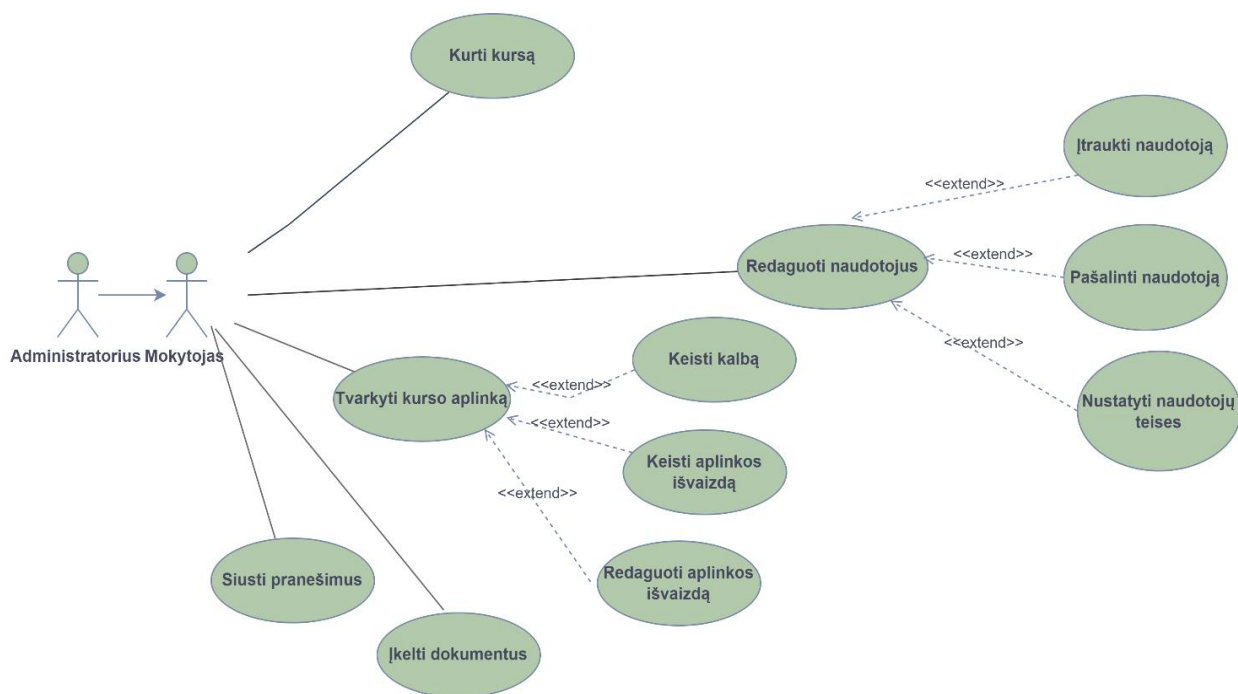 Kurti kursą
Įtraukti naudotoją
<<extend>>
Redaguoti naudotojus
<<extend>>
Pašalinti naudotoją
<<extend>>
Nustatyti naudotojų
teises
Administratorius
Mokytojas
Tvarkyti kurso aplinką
Keisti kalbą
<<extend>>
<<extend>>
Keisti aplinkos
išvaizdą
<<extend>>
Redaguoti aplinkos
išvaizdą
Siusti pranešimus
Įkelti dokumentus